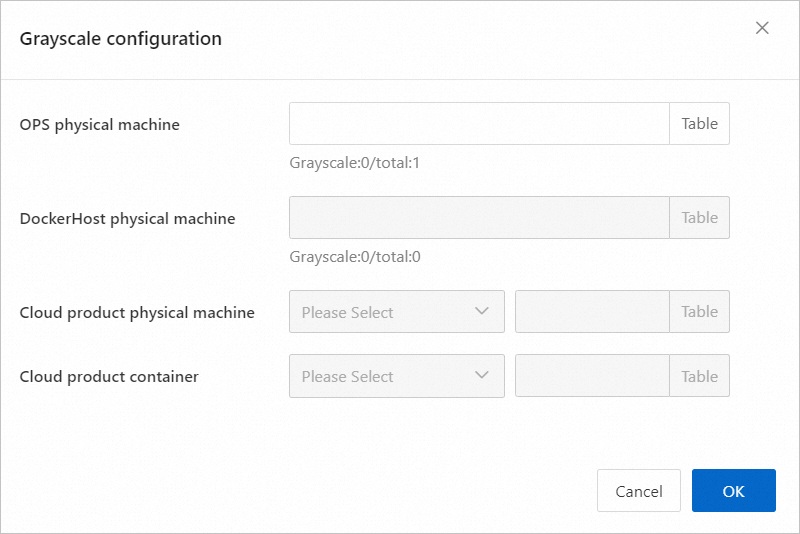 Grayscale configuration
OPS physical machine
Table
Grayscale:0/total:1
DockerHost physical machine
Table
Grayscale:0/total:0
Cloud product physical machine
Please Select
Table
Cloud product container
Please Select
Table
Cancel
OK